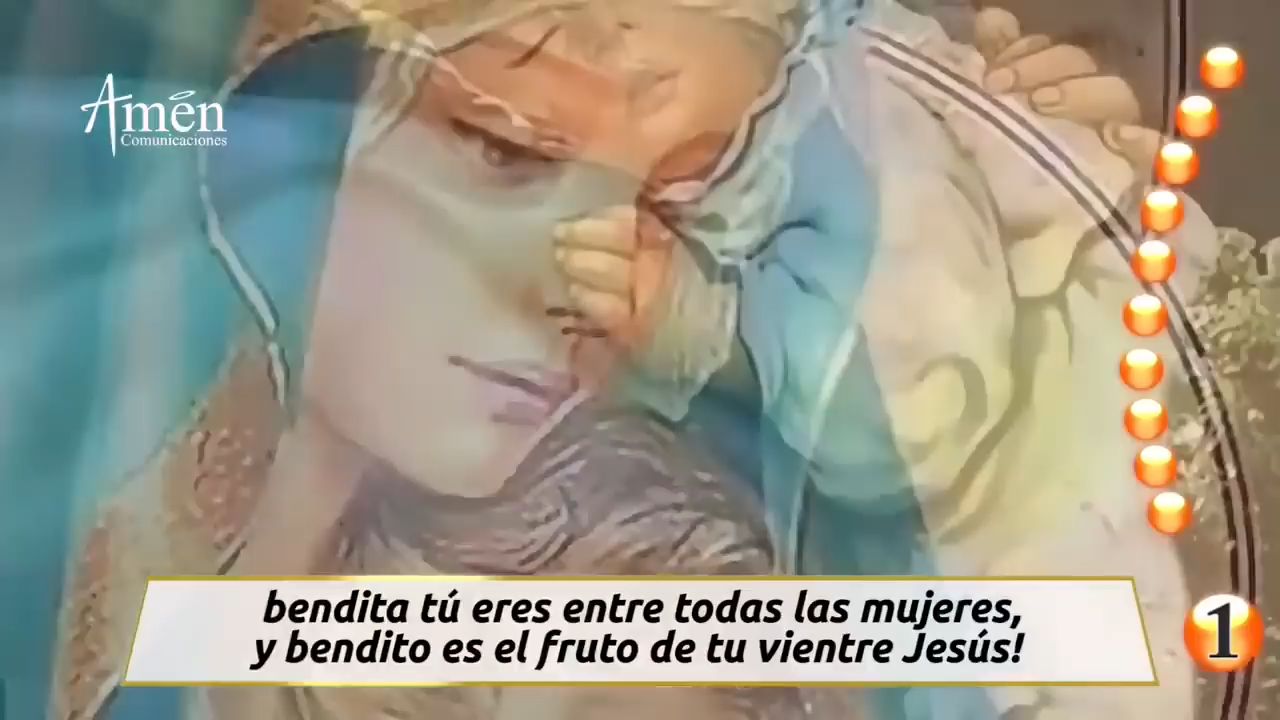 Amén
Comunicaciones
bendita tú eres entre todas las mujeres,
y bendito es el fruto de tu vientre Jesús!
1